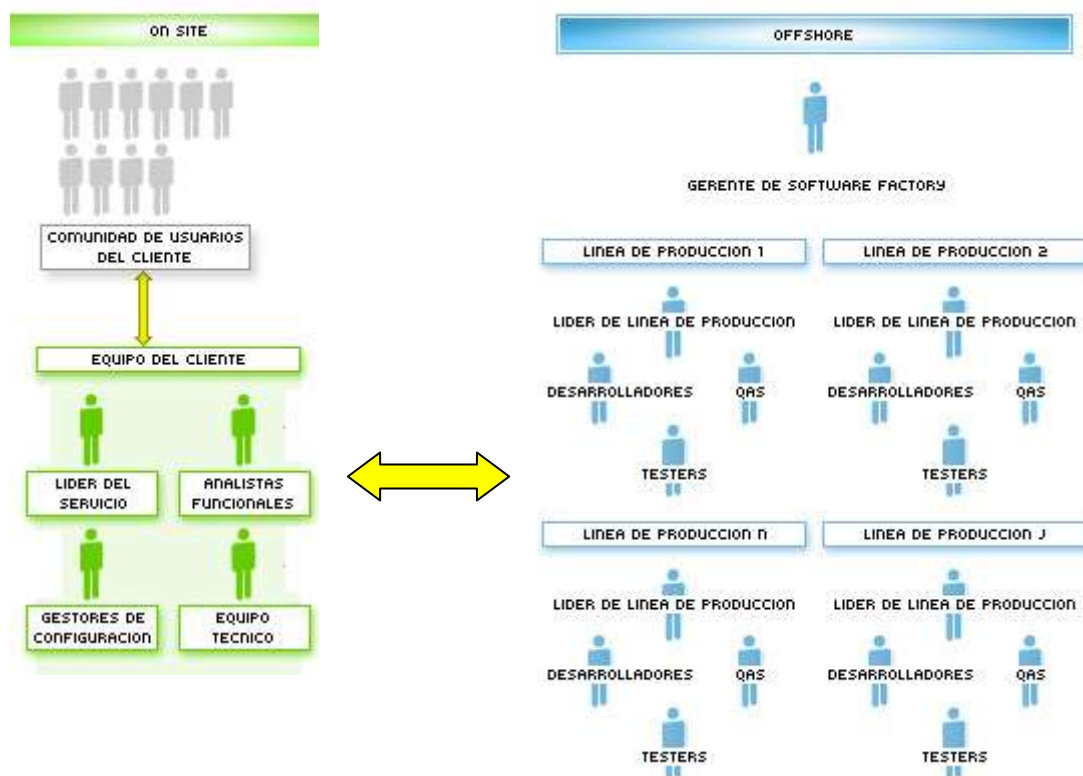 ON SITE
COMUNIDAD DE USUARIOS
DEL CLIENTE
EQUIPO DEL CLIENTE
LIDER DEL
SERVICIO
ANALISTAS
FUNCIONALES
GESTORES DE
CONFIGURACION
EQUIPO
TECNICO
OFFSHORE
GERENTE DE SOFTWARE FACTORY
LINEA DE PRODUCCION 1
LIDER DE LINEA DE PRODUCCION
DESARROLLADORES
QAS
TESTERS
LINEA DE PRODUCCION 2
LIDER DE LINEA DE PRODUCCION
DESARROLLADORES
QAS
TESTERS
LINEA DE PRODUCCION N
LIDER DE LINEA DE PRODUCCION
DESARROLLADORES
QAS
TESTERS
LINEA DE PRODUCCION J
LIDER DE LINEA DE PRODUCCION
DESARROLLADORES
QAS
TESTERS